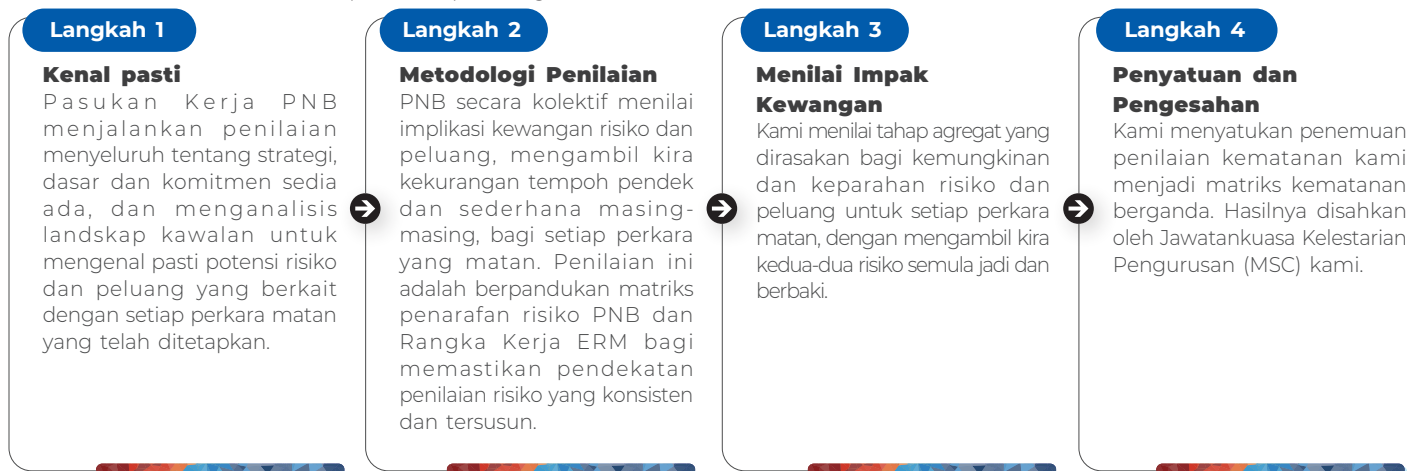 Langkah 1
Kenal pasti
Pasukan Kerja PNB
menjalankan penilaian
menyeluruh tentang strategi,
dasar dan komitmen sedia
ada, dan menganalisis
landskap kawalan untuk
mengenal pasti potensi risiko
dan peluang yang berkait
dengan setiap perkara matan
yang telah ditetapkan.
Langkah 2
Metodologi Penilaian
PNB secara kolektif menilai
implikasi kewangan risiko dan
peluang, mengambil kira
kekurangan tempoh pendek
dan sederhana masing-
masing, bagi setiap perkara
yang matan. Penilaian ini
adalah berpandukan matriks
penarafan risiko PNB dan
Rangka Kerja ERM bagi
memastikan pendekatan
penilaian risiko yang konsisten
dan tersusun.
Langkah 3
Menilai Impak
Kewangan
Kami menilai tahap agregat yang
dirasakan bagi kemungkinan
dan keparahan risiko dan
peluang untuk setiap perkara
matan, dengan mengambil kira
kedua-dua risiko semula jadi dan
berbaki.
Langkah 4
Penyatuan dan
Pengesahan
Kami menyatukan penemuan
penilaian kematanan kami
menjadi matriks kematanan
berganda. Hasilnya disahkan
oleh Jawatankuasa Kelestarian
Pengurusan (MSC) kami.